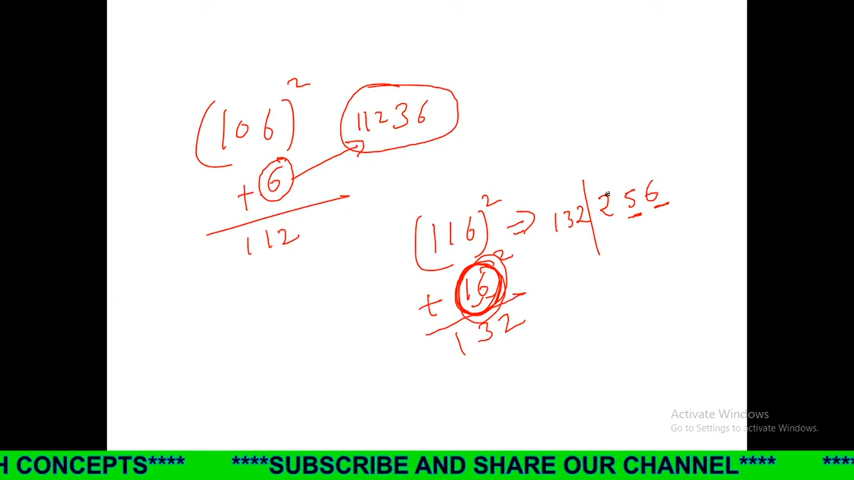 (106)² 11236
+ 6
112
(116)² ⇒ 132|256
+ 16²
132
Activate Windows
Go to Settings to activate Windows.
H CONCEPTS**** ****SUBSCRIBE AND SHARE OUR CHANNEL**** **